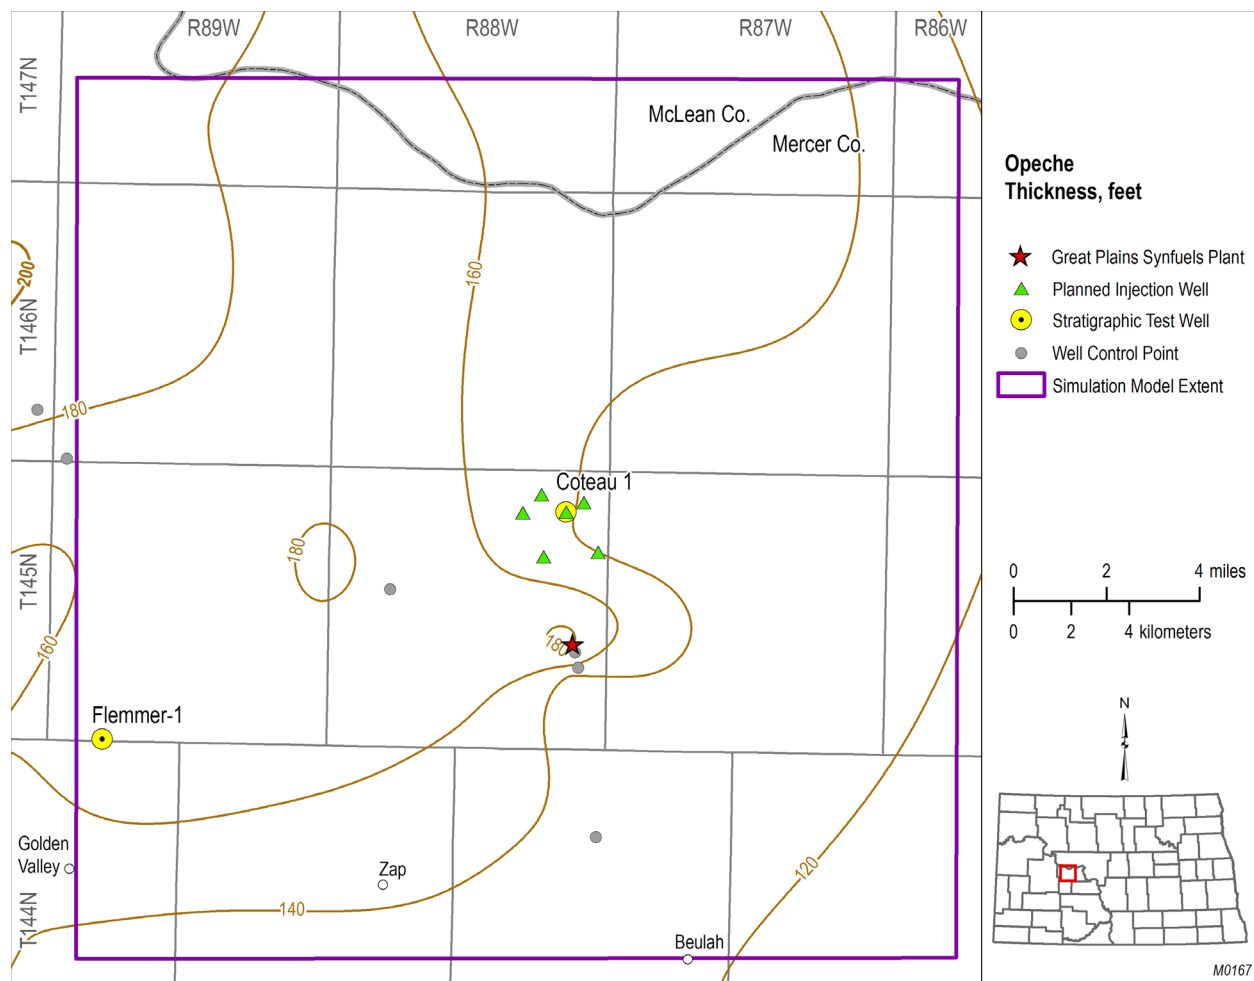 R89W
R88W
R87W
R86W
T147N
McLean Co.
Mercer Co.
Opeche
Thickness, feet
200
160
Great Plains Synfuels Plant
Planned Injection Well
Stratigraphic Test Well
Well Control Point
Simulation Model Extent
T146N
180
Coteau 1
180
T145N
0 2 4 miles
0 2 4 kilometers
160
180
Flemmer-1
N
Golden
Valley
Zap
120
140
T144N
Beulah
M0167